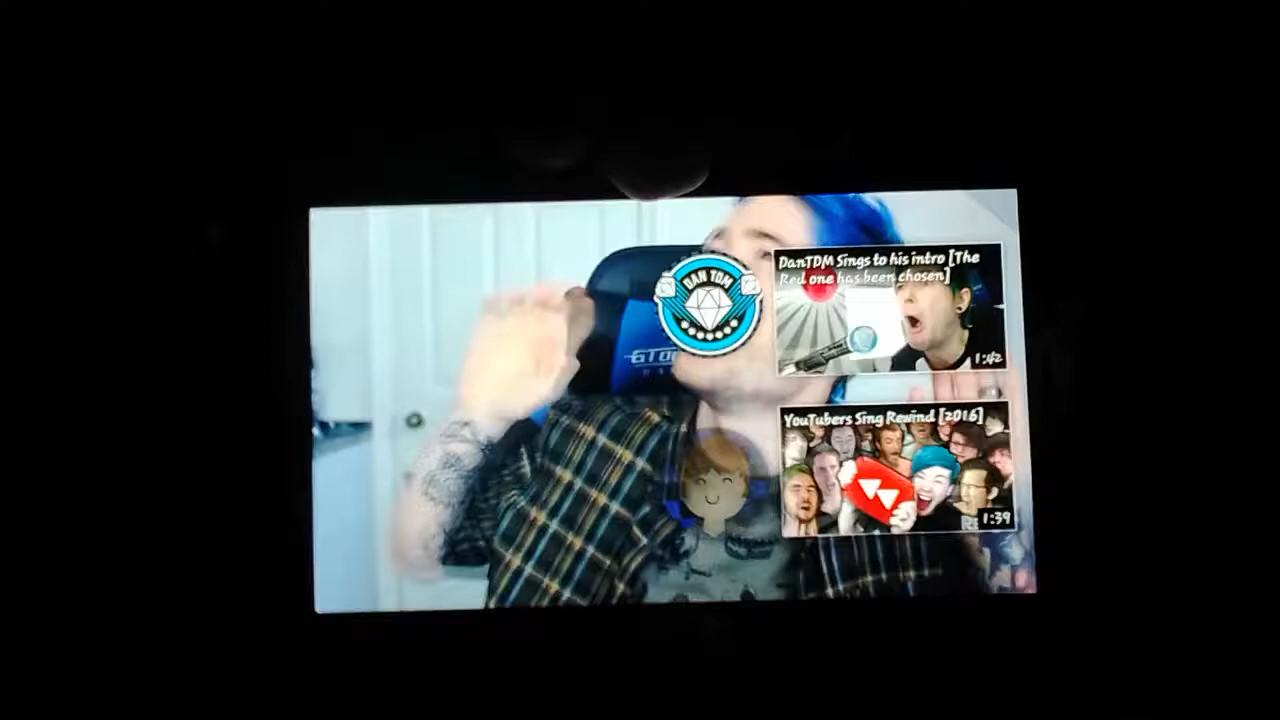 DAN TDM
DanTDM Sings to his intro [The
Red one has been chosen]
1:42
YouTubers Sing Rewind [2016]
1:39